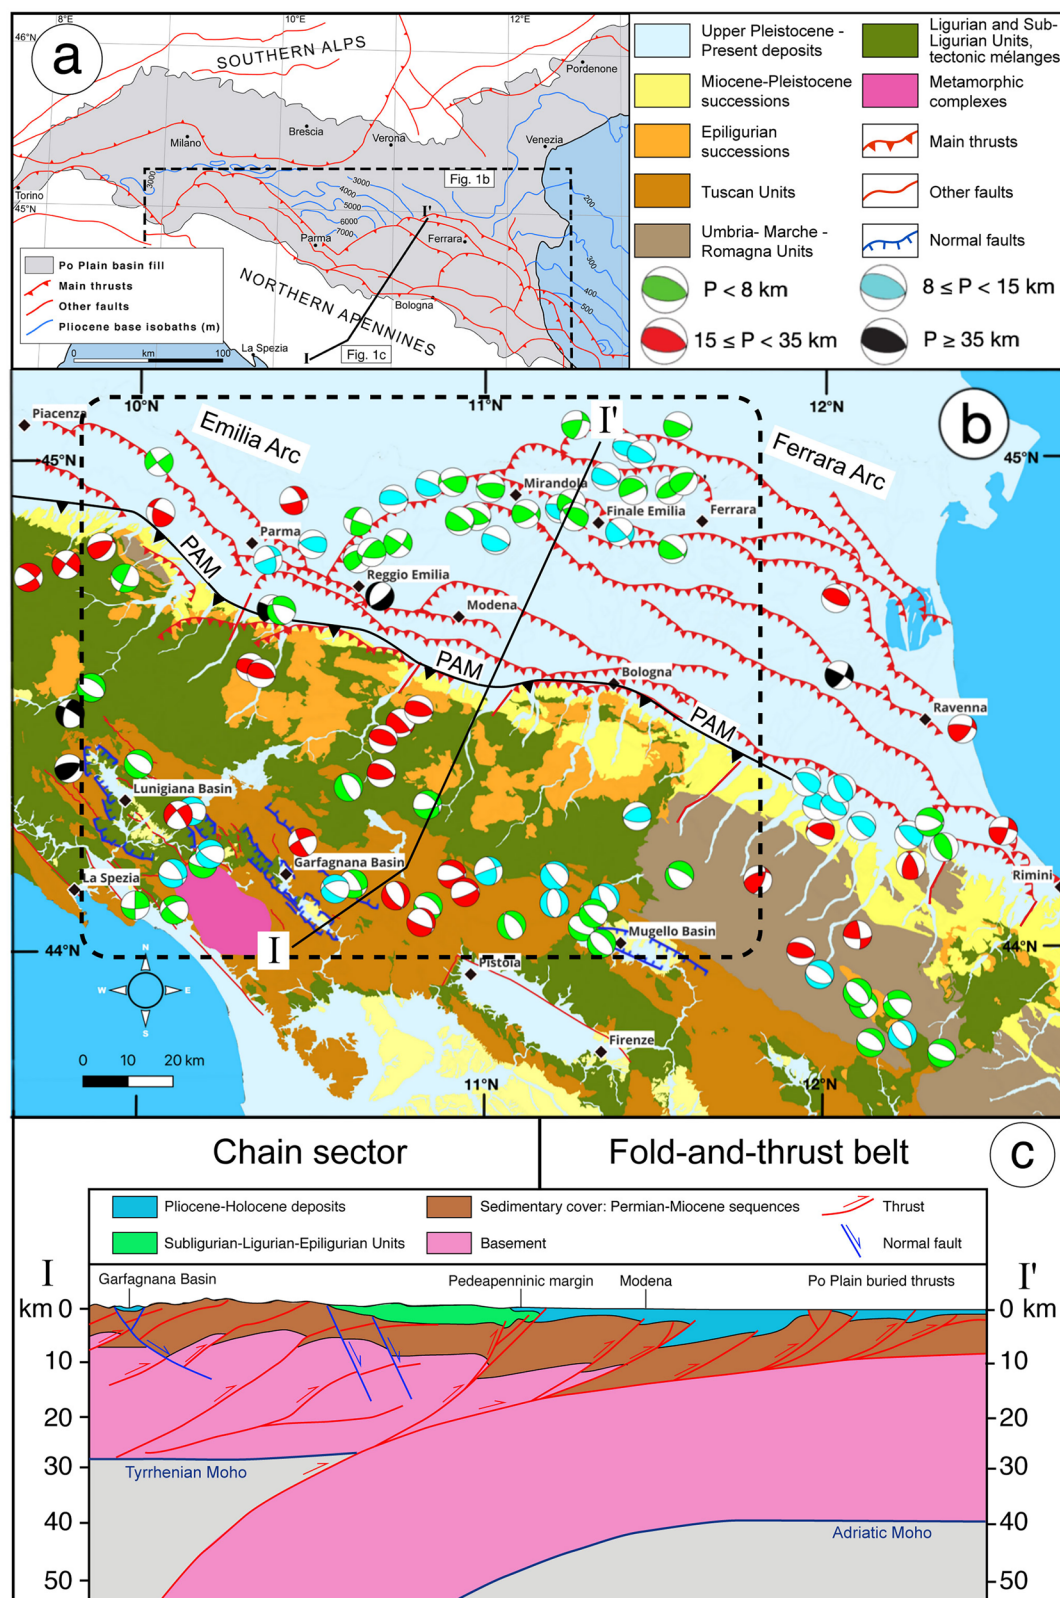 a
8°E
10°E
12°E
46°N
SOUTHERN ALPS
Pordenone
Milano
Brescia
Verona
Venezia
Torino
45°N
3000
3000
4000
5000
6000
7000
Fig. 1b
200
I'
Parma
Ferrara
300
400
500
NORTHERN APENNINES
Bologna
Po Plain basin fill
Main thrusts
Other faults
Pliocene base isobaths (m)
La Spezia
0 km 100
I
Fig. 1c
Upper Pleistocene -
Present deposits
Miocene-Pleistocene
successions
Epiligurian
successions
Tuscan Units
Umbria- Marche -
Romagna Units
Ligurian and Sub-
Ligurian Units,
tectonic mélanges
Metamorphic
complexes
Main thrusts
Other faults
Normal faults
P < 8 km
8 ≤ P < 15 km
15 ≤ P < 35 km
P ≥ 35 km
b
10°N
11°N
12°N
Piacenza
Emilia Arc
I'
Ferrara Arc
45°N
45°N
Mirandola
Finale Emilia
Ferrara
Parma
PAM
Reggio Emilia
Modena
PAM
Bologna
PAM
Ravenna
Lunigiana Basin
Garfagnana Basin
La Spezia
Rimini
Mugello Basin
I
44°N
44°N
Pistoia
N
W
E
S
Firenze
0 10 20 km
11°N
12°N
Chain sector
Fold-and-thrust belt
c
Pliocene-Holocene deposits
Sedimentary cover: Permian-Miocene sequences
Thrust
Subligurian-Ligurian-Epiligurian Units
Basement
Normal fault
I
I'
Garfagnana Basin
Pedeapenninic margin
Modena
Po Plain buried thrusts
km 0
0 km
10
10
20
20
30
30
Tyrrhenian Moho
40
40
Adriatic Moho
50
50